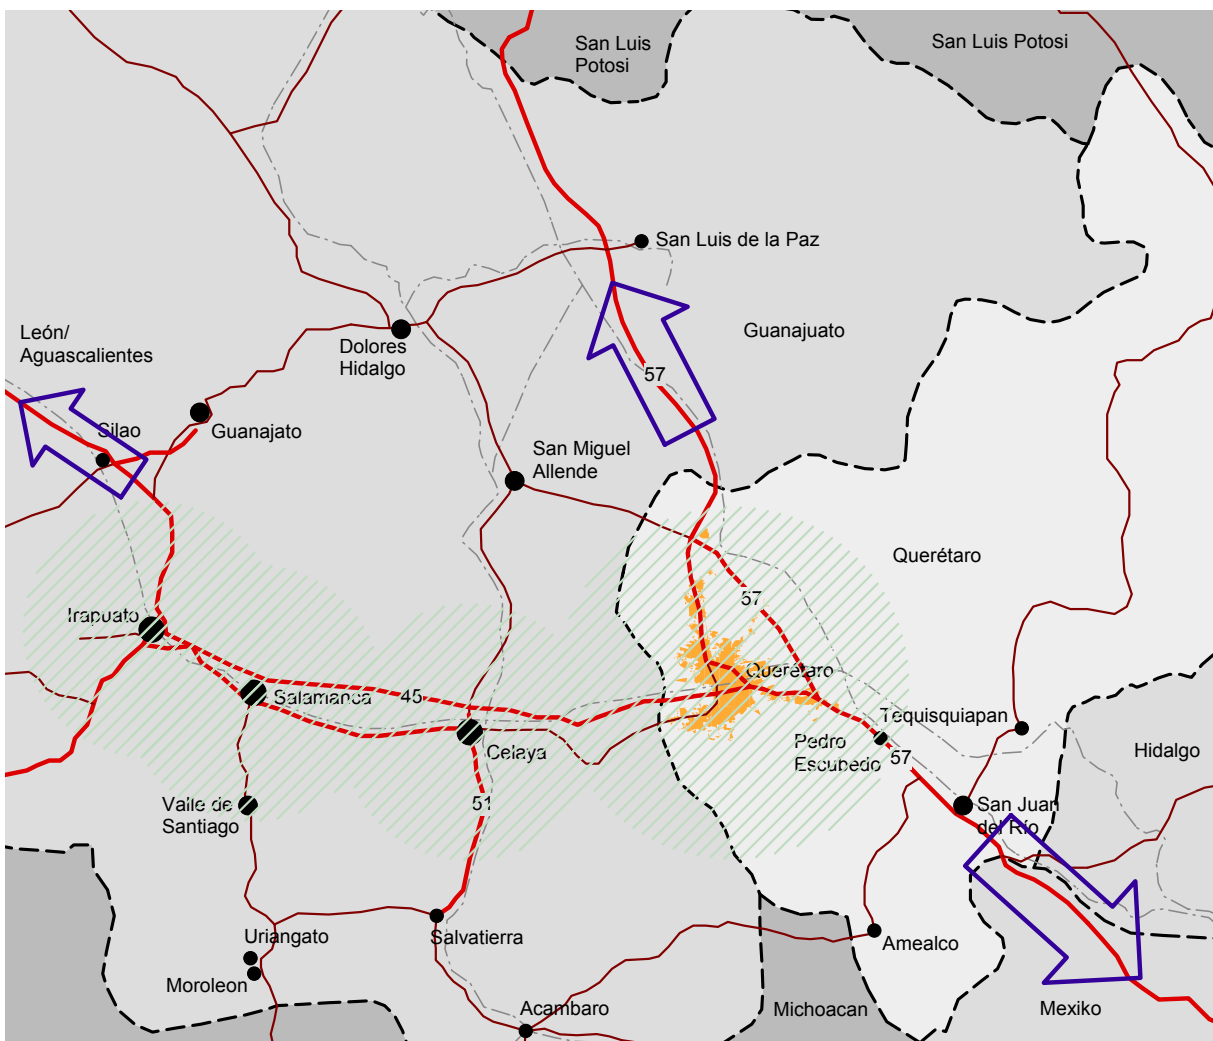 San Luis
Potosi
San Luis Potosi
San Luis de la Paz
León/
Aguascalientes
Guanajuato
Dolores
Hidalgo
57
Silao
Guanajato
San Miguel
Allende
Querétaro
57
Irapuato
Querétaro
Salamanca
45
Tequisquiapan
Celaya
Pedro
Escubedo
57
Hidalgo
Valle de
Santiago
51
San Juan
del Río
Uriangato
Salvatierra
Amealco
Moroleon
Acambaro
Michoacan
Mexiko